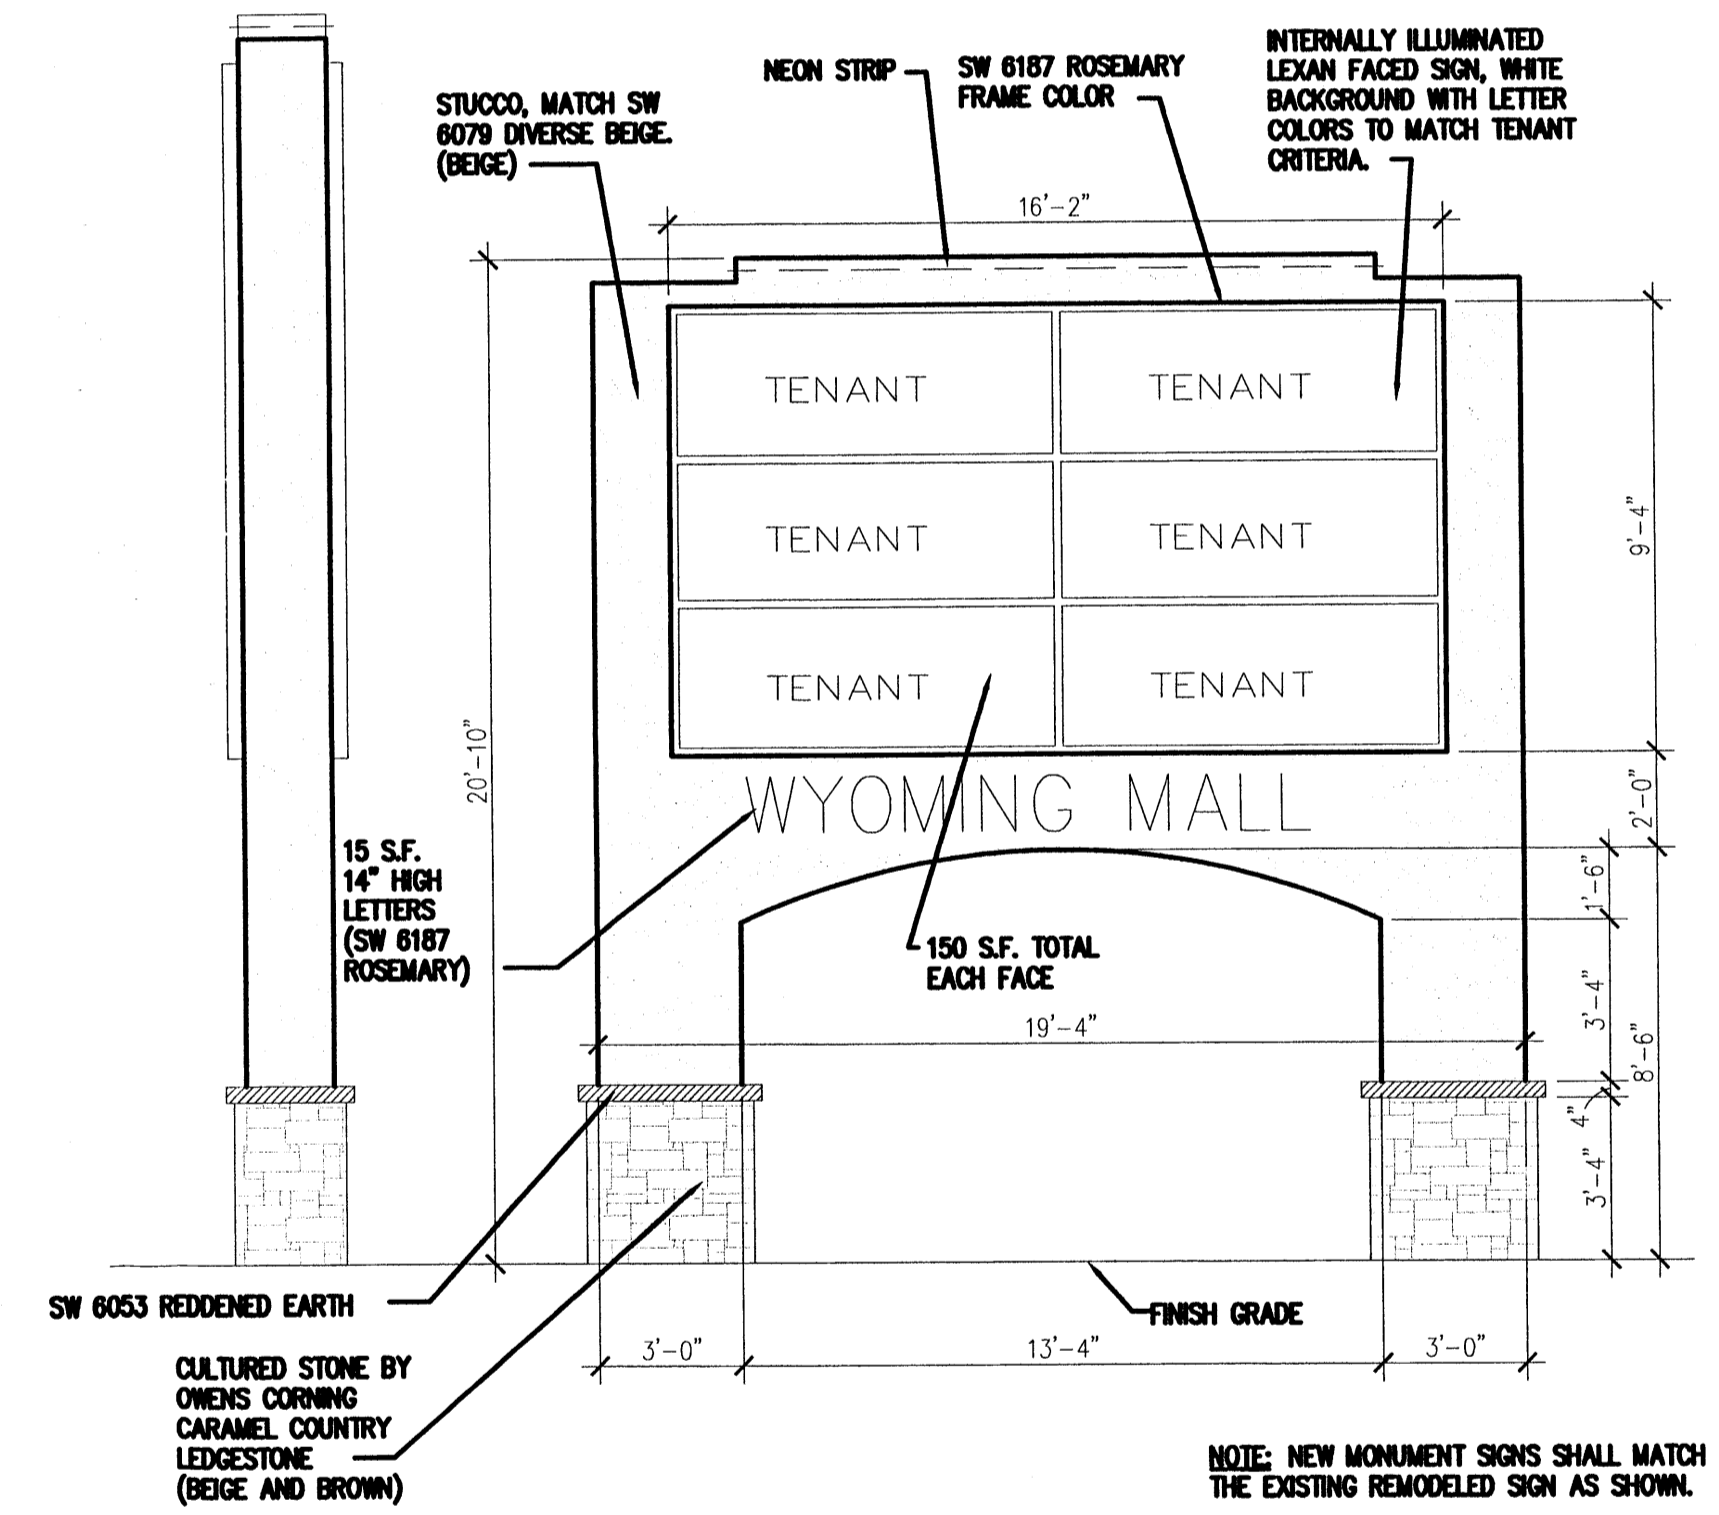 STUCCO, MATCH SW
6079 DIVERSE BEIGE.
(BEIGE)
NEON STRIP
SW 6187 ROSEMARY
FRAME COLOR
INTERNALLY ILLUMINATED
LEXAN FACED SIGN, WHITE
BACKGROUND WITH LETTER
COLORS TO MATCH TENANT
CRITERIA.
16'-2"
TENANT
TENANT
TENANT
TENANT
TENANT
TENANT
9'-4"
20'-10"
WYOMING MALL
2'-0"
15 S.F.
14" HIGH
LETTERS
(SW 6187
ROSEMARY)
1'-6"
150 S.F. TOTAL
EACH FACE
3'-4"
19'-4"
8'-6"
4"
3'-4"
SW 6053 REDDENED EARTH
FINISH GRADE
3'-0"
13'-4"
3'-0"
CULTURED STONE BY
OWENS CORNING
CARAMEL COUNTRY
LEDGESTONE
(BEIGE AND BROWN)
NOTE: NEW MONUMENT SIGNS SHALL MATCH
THE EXISTING REMODELED SIGN AS SHOWN.